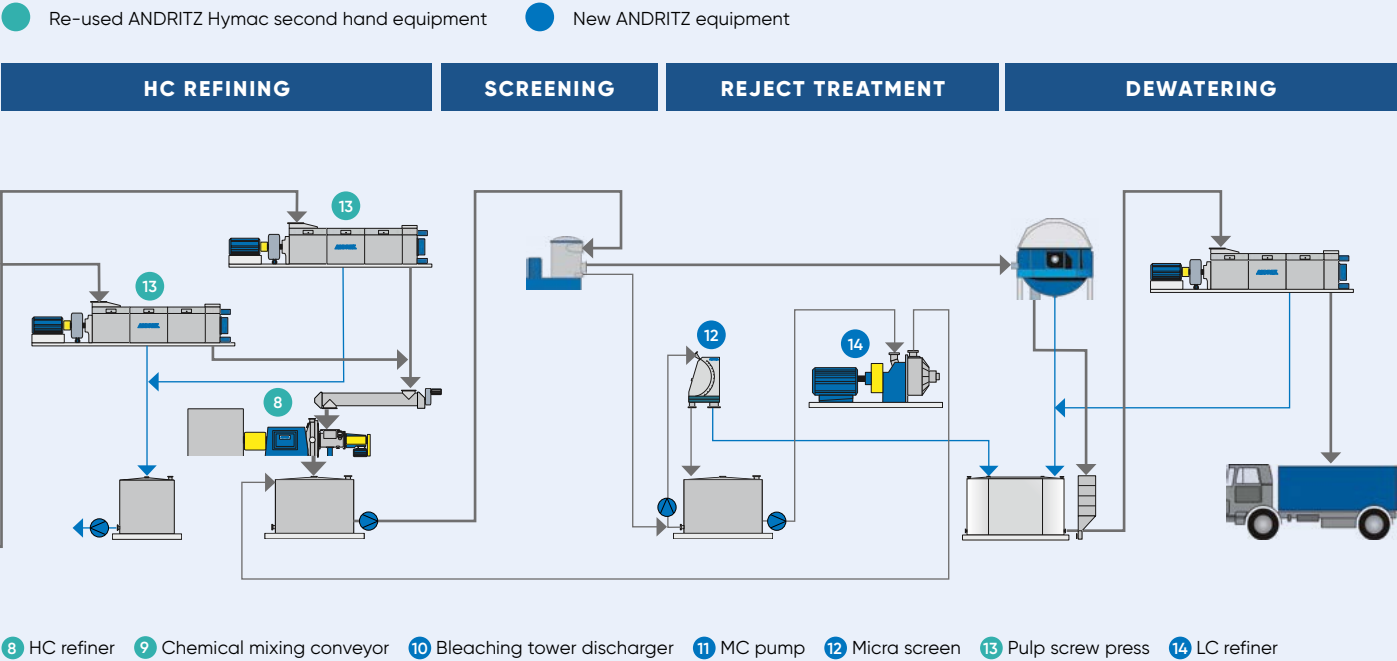 Re-used ANDRITZ Hymac second hand equipment New ANDRITZ equipment
HC REFINING SCREENING REJECT TREATMENT DEWATERING
13
13
12
14
8
8 HC refiner 9 Chemical mixing conveyor 10 Bleaching tower discharger 11 MC pump 12 Micra screen 13 Pulp screw press 14 LC refiner